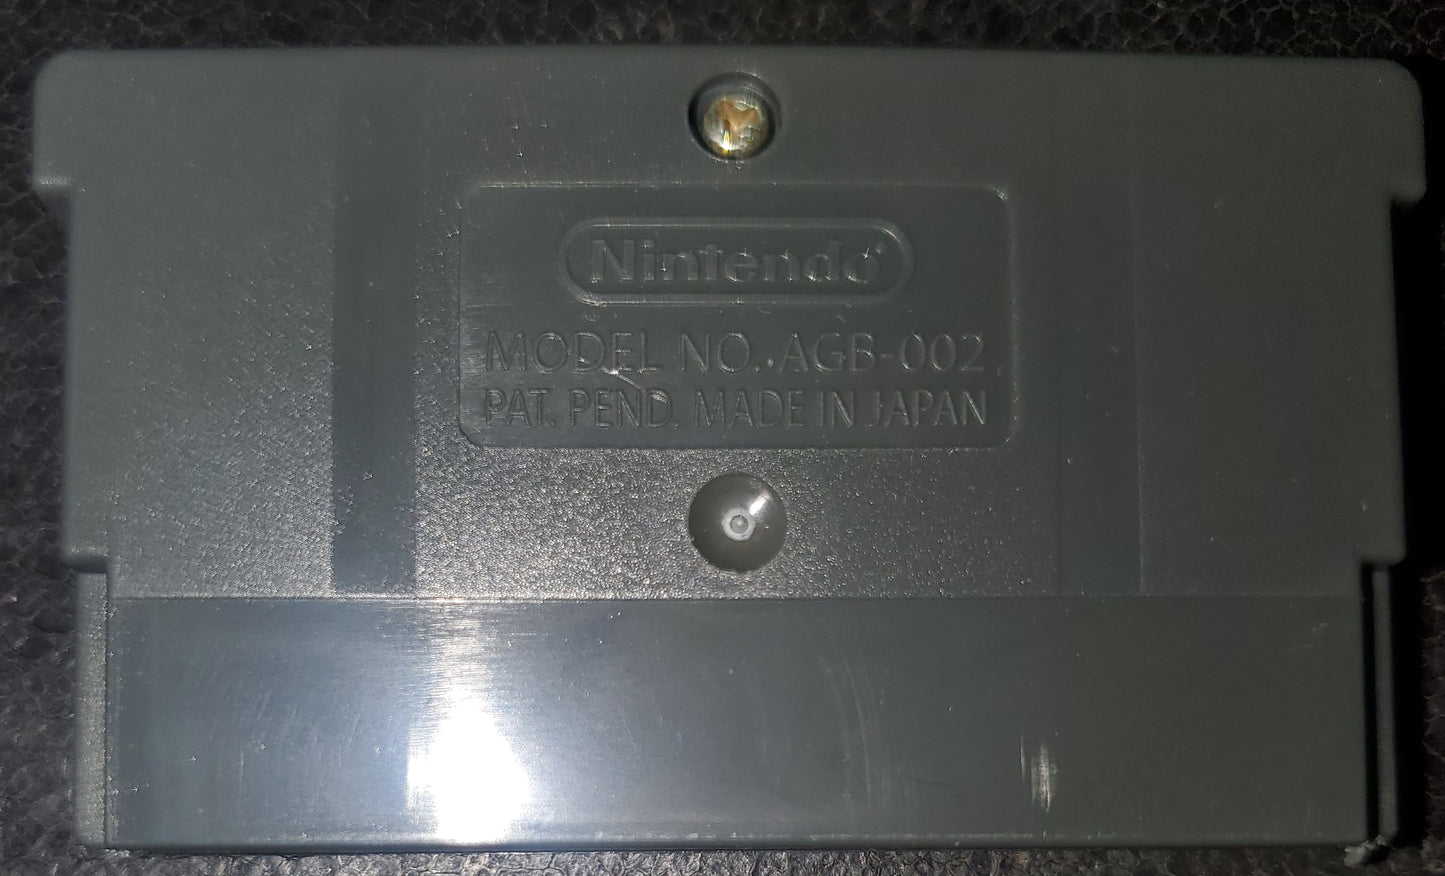 Nintendo®
MODEL NO. AGB-002
PAT. PEND. MADE IN JAPAN